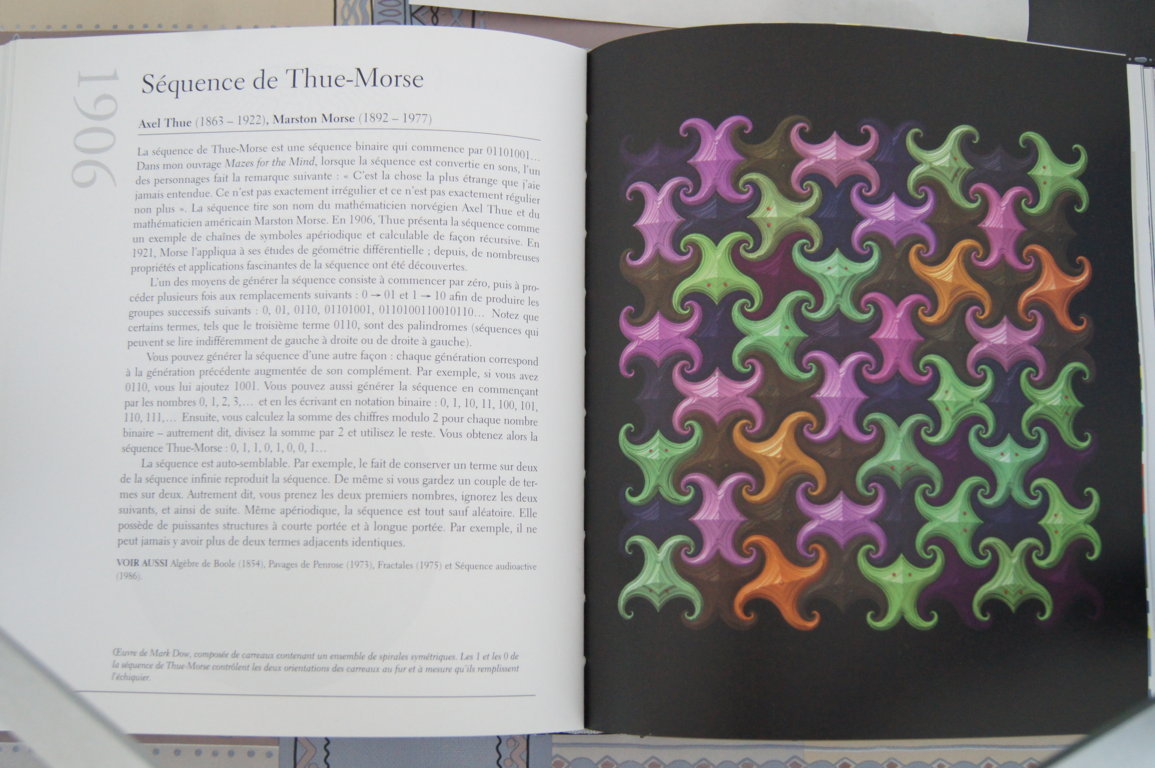 1906
Séquence de Thue-Morse
Axel Thue (1863 – 1922), Marston Morse (1892 – 1977)
La séquence de Thue-Morse est une séquence binaire qui commence par 01101001…
Dans mon ouvrage Mazes for the Mind, lorsque la séquence est convertie en sons, l'un
des personnages fait la remarque suivante : « C'est la chose la plus étrange que j'aie
jamais entendue. Ce n'est pas exactement irrégulier et ce n'est pas exactement régulier
non plus ». La séquence tire son nom du mathématicien norvégien Axel Thue et du
mathématicien américain Marston Morse. En 1906, Thue présenta la séquence comme
un exemple de chaînes de symboles apériodique et calculable de façon récursive. En
1921, Morse l'appliqua à ses études de géométrie différentielle ; depuis, de nombreuses
propriétés et applications fascinantes de la séquence ont été découvertes.
L'un des moyens de générer la séquence consiste à commencer par zéro, puis à pro-
céder plusieurs fois aux remplacements suivants : 0 → 01 et 1 → 10 afin de produire les
groupes successifs suivants : 0, 01, 0110, 01101001, 0110100110010110… Notez que
certains termes, tels que le troisième terme 0110, sont des palindromes (séquences qui
peuvent se lire indifféremment de gauche à droite ou de droite à gauche).
Vous pouvez générer la séquence d'une autre façon : chaque génération correspond
à la génération précédente augmentée de son complément. Par exemple, si vous avez
0110, vous lui ajoutez 1001. Vous pouvez aussi générer la séquence en commençant
par les nombres 0, 1, 2, 3,… et en les écrivant en notation binaire : 0, 1, 10, 11, 100, 101,
110, 111,… Ensuite, vous calculez la somme des chiffres modulo 2 pour chaque nombre
binaire – autrement dit, divisez la somme par 2 et utilisez le reste. Vous obtenez alors la
séquence Thue-Morse : 0, 1, 1, 0, 1, 0, 0, 1…
La séquence est auto-semblable. Par exemple, le fait de conserver un terme sur deux
de la séquence infinie reproduit la séquence. De même si vous gardez un couple de ter-
mes sur deux. Autrement dit, vous prenez les deux premiers nombres, ignorez les deux
suivants, et ainsi de suite. Même apériodique, la séquence est tout sauf aléatoire. Elle
possède de puissantes structures à courte portée et à longue portée. Par exemple, il ne
peut jamais y avoir plus de deux termes adjacents identiques.
VOIR AUSSI Algèbre de Boole (1854), Pavages de Penrose (1973), Fractales (1975) et Séquence audioactive
(1986).
Œuvre de Mark Dow, composée de carreaux contenant un ensemble de spirales symétriques. Les 1 et les 0 de
la séquence de Thue-Morse contrôlent les deux orientations des carreaux au fur et à mesure qu'ils remplissent
l'échiquier.